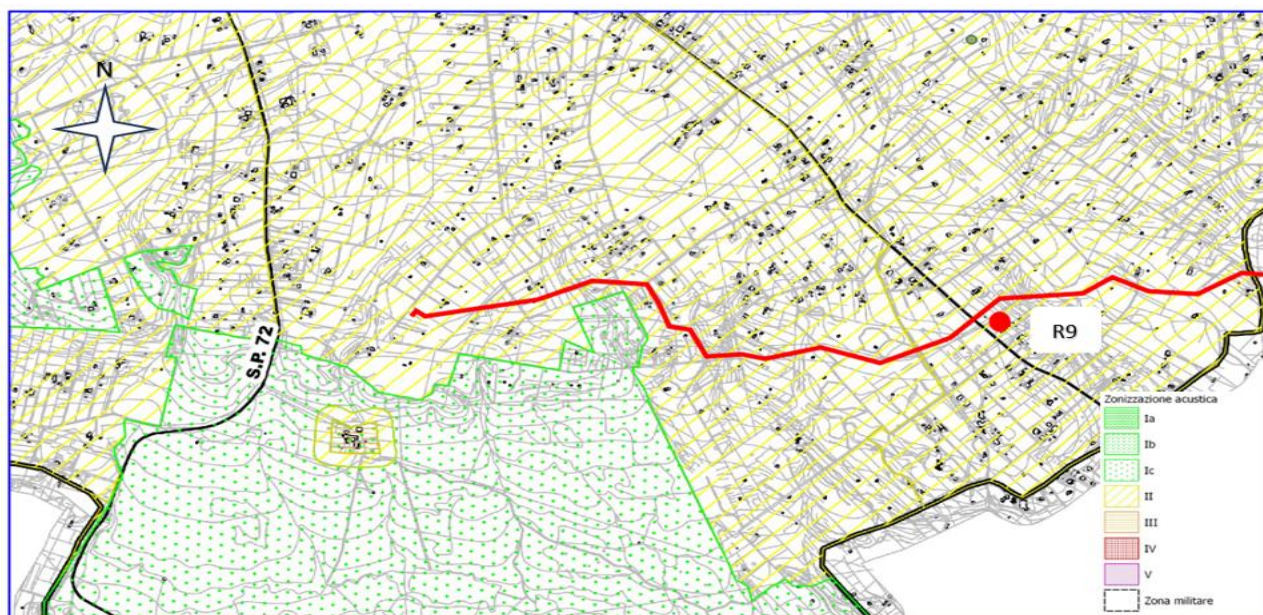 N
S.P. 72
R9
Zonizzazione acustica
Ia
Ib
Ic
II
III
IV
V
Zona militare